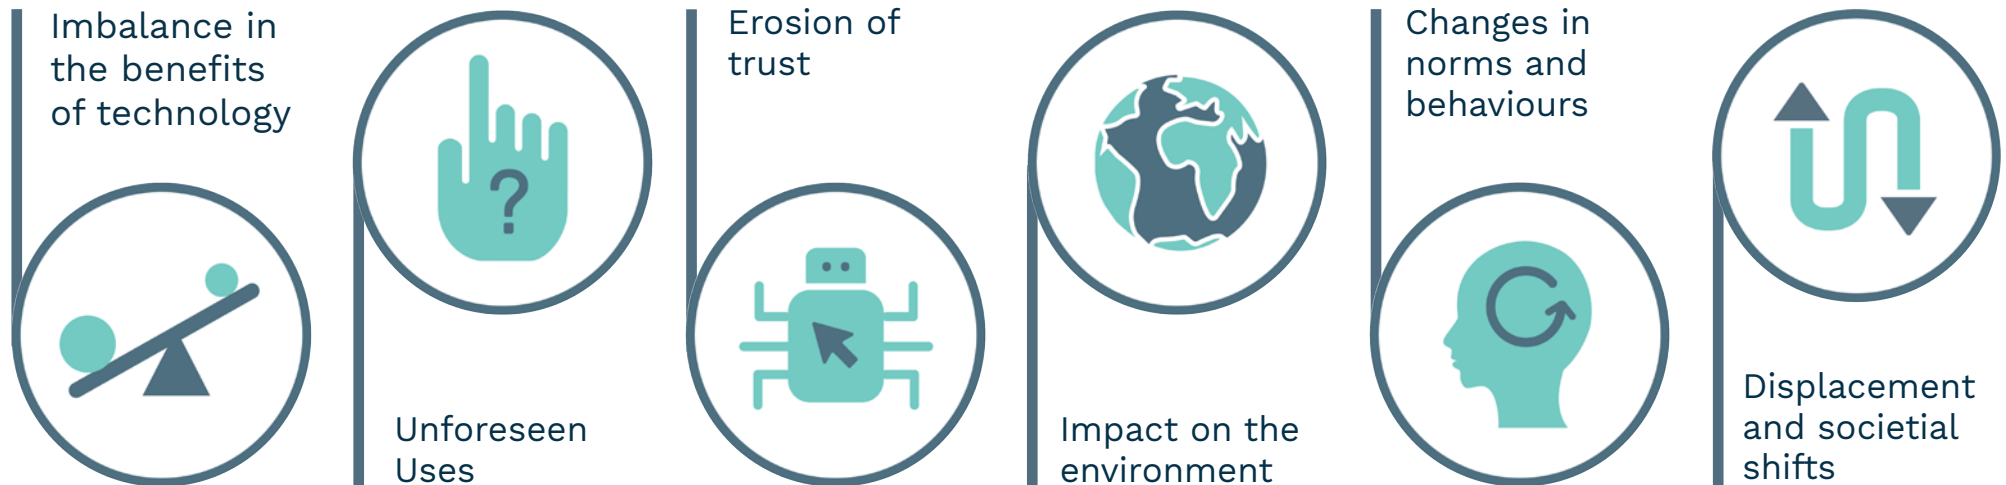 Imbalance in
the benefits
of technology
?
Unforeseen
Uses
Erosion of
trust
Impact on the
environment
Changes in
norms and
behaviours
Displacement
and societial
shifts